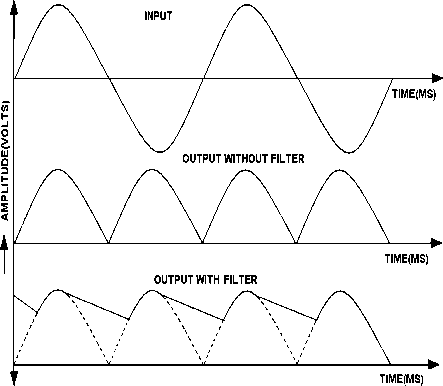 INPUT
TIME(MS)
AMPLITUDE(VOLTS)
OUTPUT WITHOUT FILTER
TIME(MS)
OUTPUT WITH FILTER
TIME(MS)